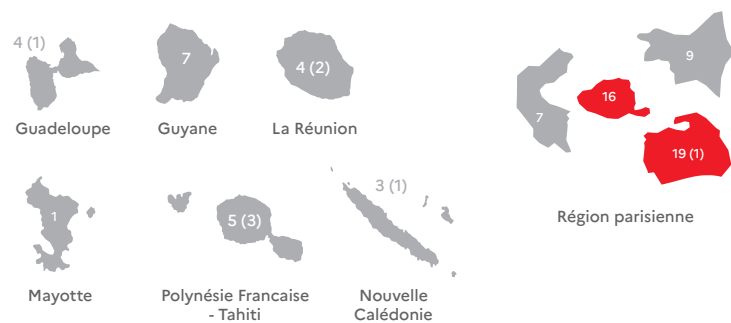 4 (1)
7
4 (2)
Guadeloupe
Guyane
La Réunion
1
5 (3)
3 (1)
Mayotte
Polynésie Francaise
- Tahiti
Nouvelle
Calédonie
9
16
7
19 (1)
Région parisienne